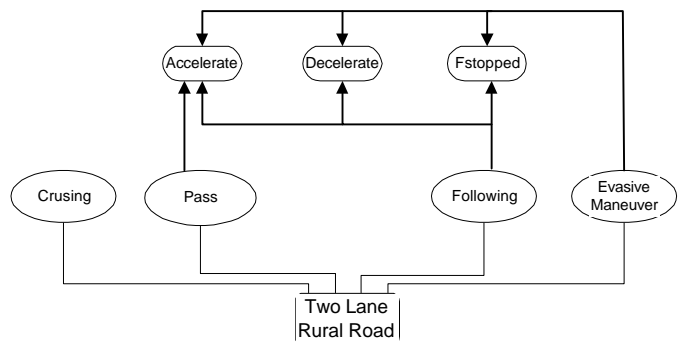 Accelerate
Decelerate
Fstopped
Crusing
Pass
Following
Evasive
Maneuver
Two Lane
Rural Road